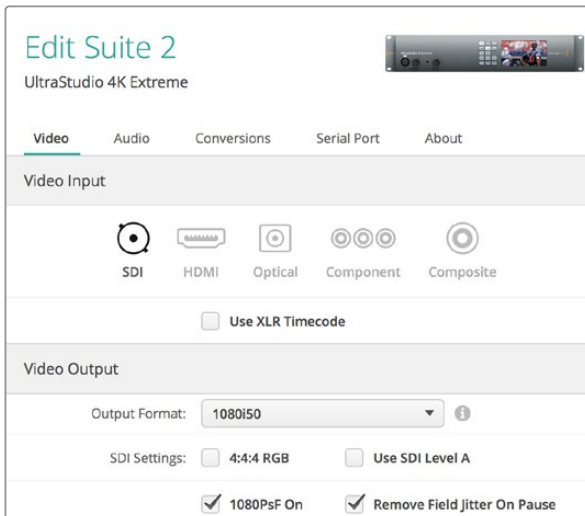 Edit Suite 2
UltraStudio 4K Extreme
Video Audio Conversions Serial Port About
Video Input
SDI HDMI Optical Component Composite
Use XLR Timecode
Video Output
Output Format: 1080i50
SDI Settings: 4:4:4 RGB Use SDI Level A
1080PsF On Remove Field Jitter On Pause